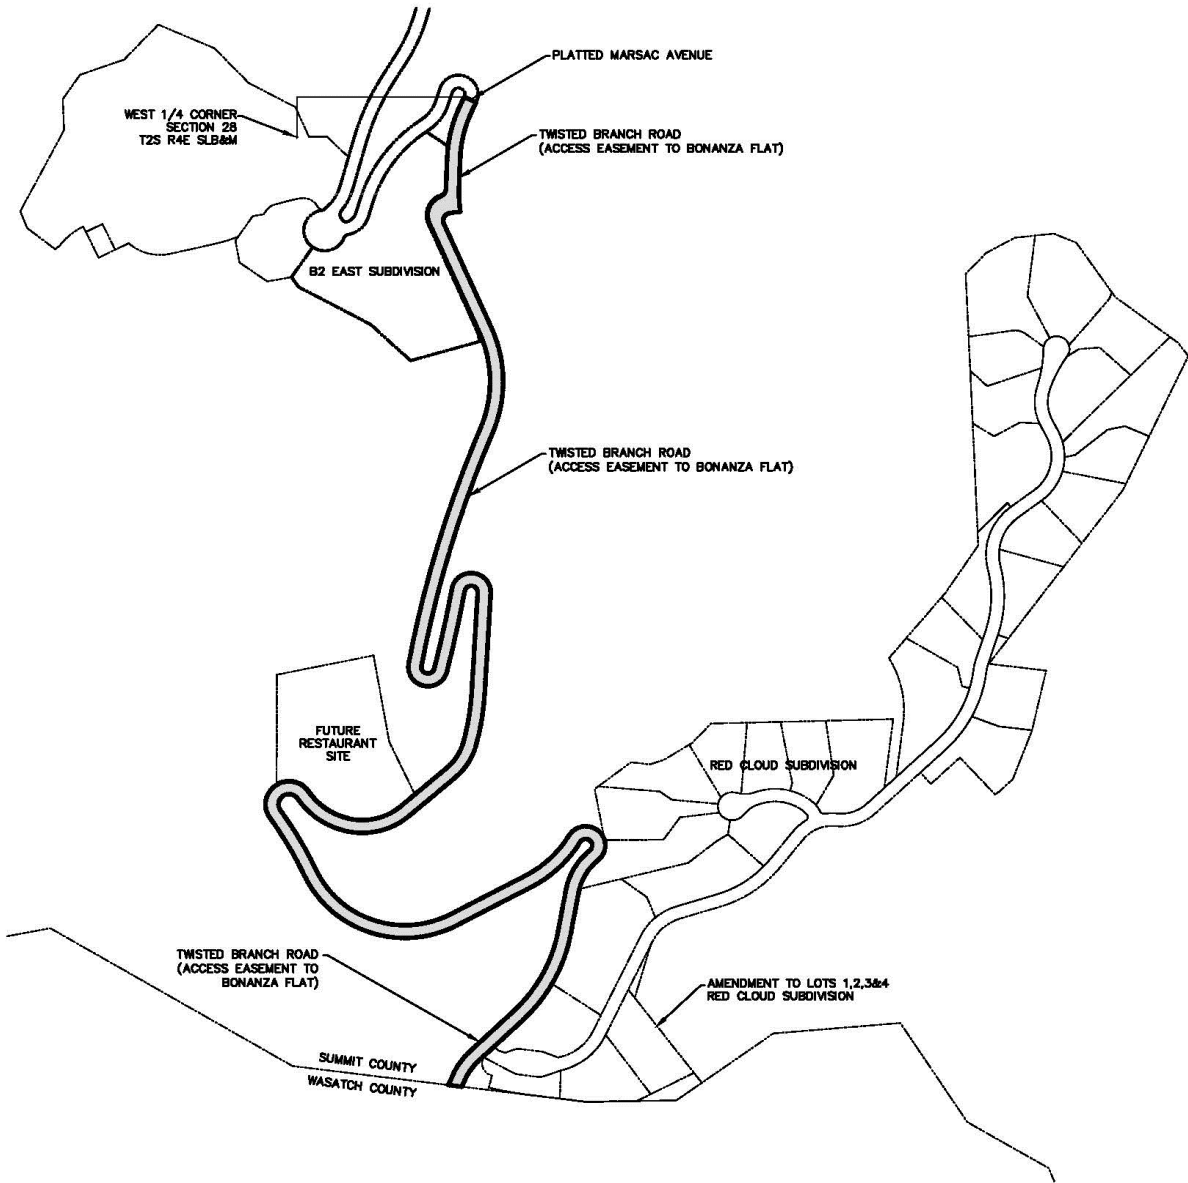 PLATTED MARSAC AVENUE
WEST 1/4 CORNER
SECTION 28
T2S R4E SLB&M
TWISTED BRANCH ROAD
(ACCESS EASEMENT TO BONANZA FLAT)
B2 EAST SUBDIVISION
TWISTED BRANCH ROAD
(ACCESS EASEMENT TO BONANZA FLAT)
FUTURE
RESTAURANT
SITE
RED CLOUD SUBDIVISION
TWISTED BRANCH ROAD
(ACCESS EASEMENT TO
BONANZA FLAT)
AMENDMENT TO LOTS 1,2,3&4
RED CLOUD SUBDIVISION
SUMMIT COUNTY
WASATCH COUNTY